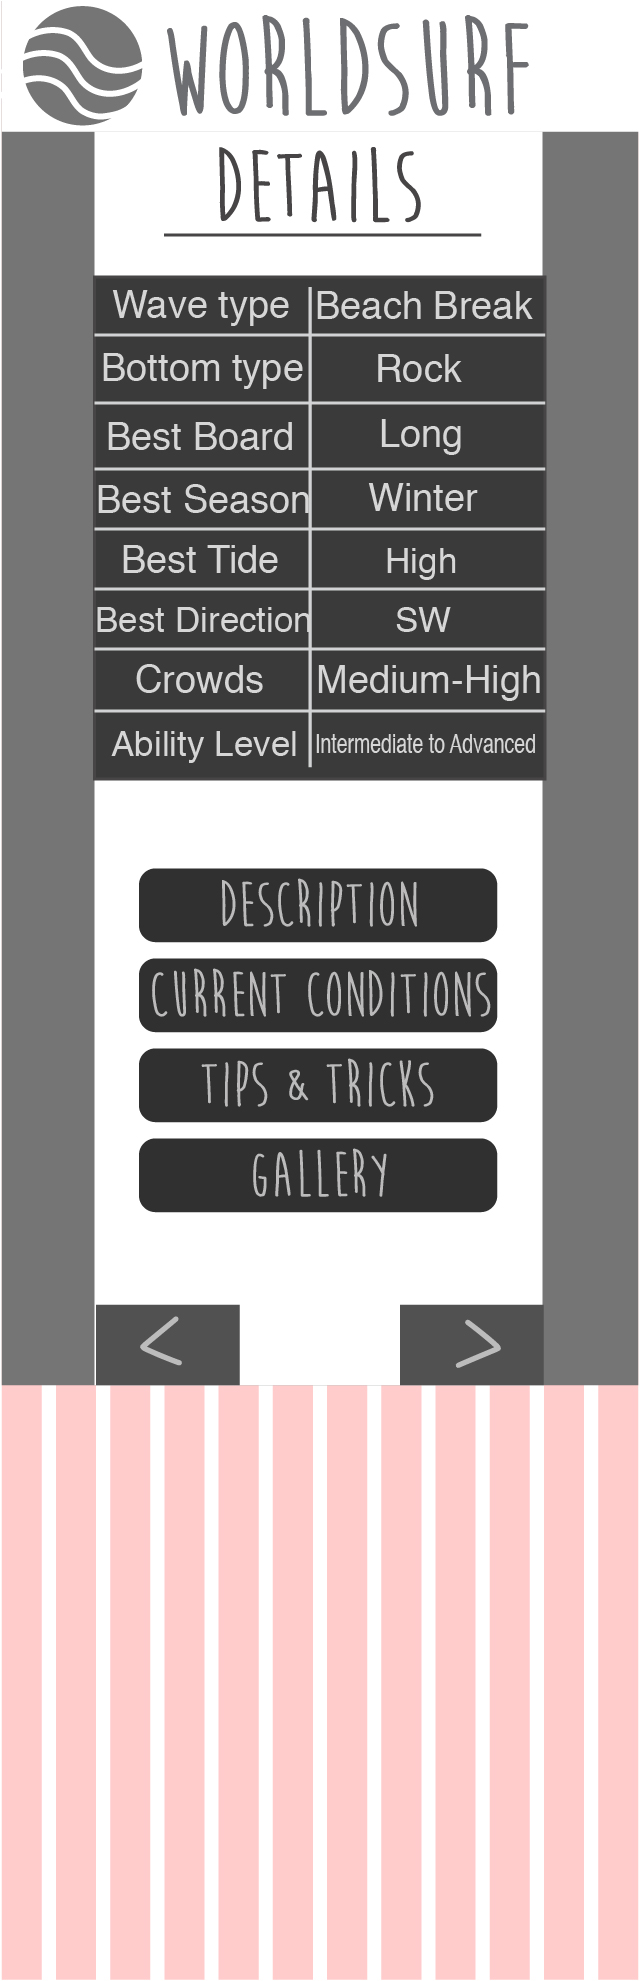 WORLDSURF
DETAILS
Wave type Beach Break
Bottom type Rock
Best Board Long
Best Season Winter
Best Tide High
Best Direction SW
Crowds Medium-High
Ability Level Intermediate to Advanced
DESCRIPTION
CURRENT CONDITIONS
TIPS & TRICKS
GALLERY
< >